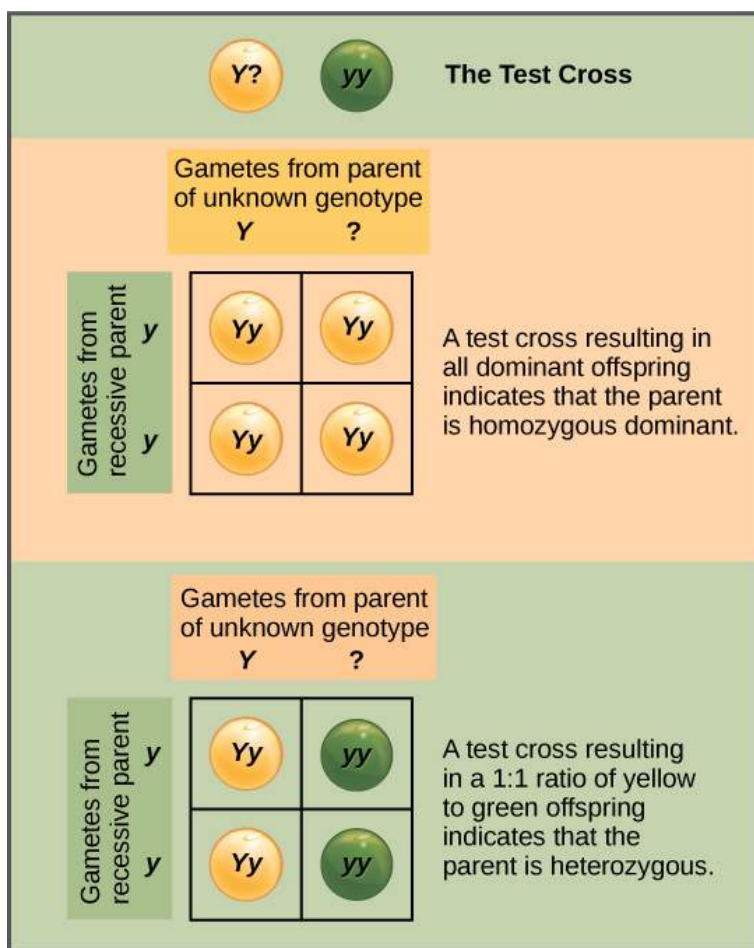 Y? yy The Test Cross
Gametes from parent
of unknown genotype
Y ?
Gametes from
recessive parent
y
y
Yy Yy
Yy Yy
A test cross resulting in
all dominant offspring
indicates that the parent
is homozygous dominant.
Gametes from parent
of unknown genotype
Y ?
Gametes from
recessive parent
y
y
Yy yy
Yy yy
A test cross resulting
in a 1:1 ratio of yellow
to green offspring
indicates that the
parent is heterozygous.